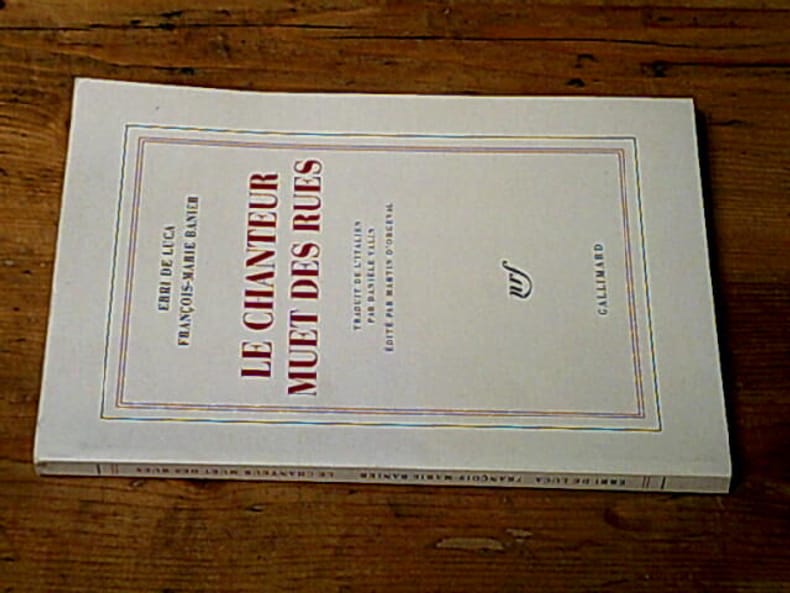 ERRI DE LUCA
FRANÇOIS-MARIE BANIER
LE CHANTEUR
MUET DES RUES
TRADUIT DE L'ITALIEN
PAR DANIÈLE VALIN
ÉDITÉ PAR MARTIN D'ORGEVAL
nrf
GALLIMARD
ERRI DE LUCA FRANÇOIS-MARIE BANIER LE CHANTEUR MUET DES RUES